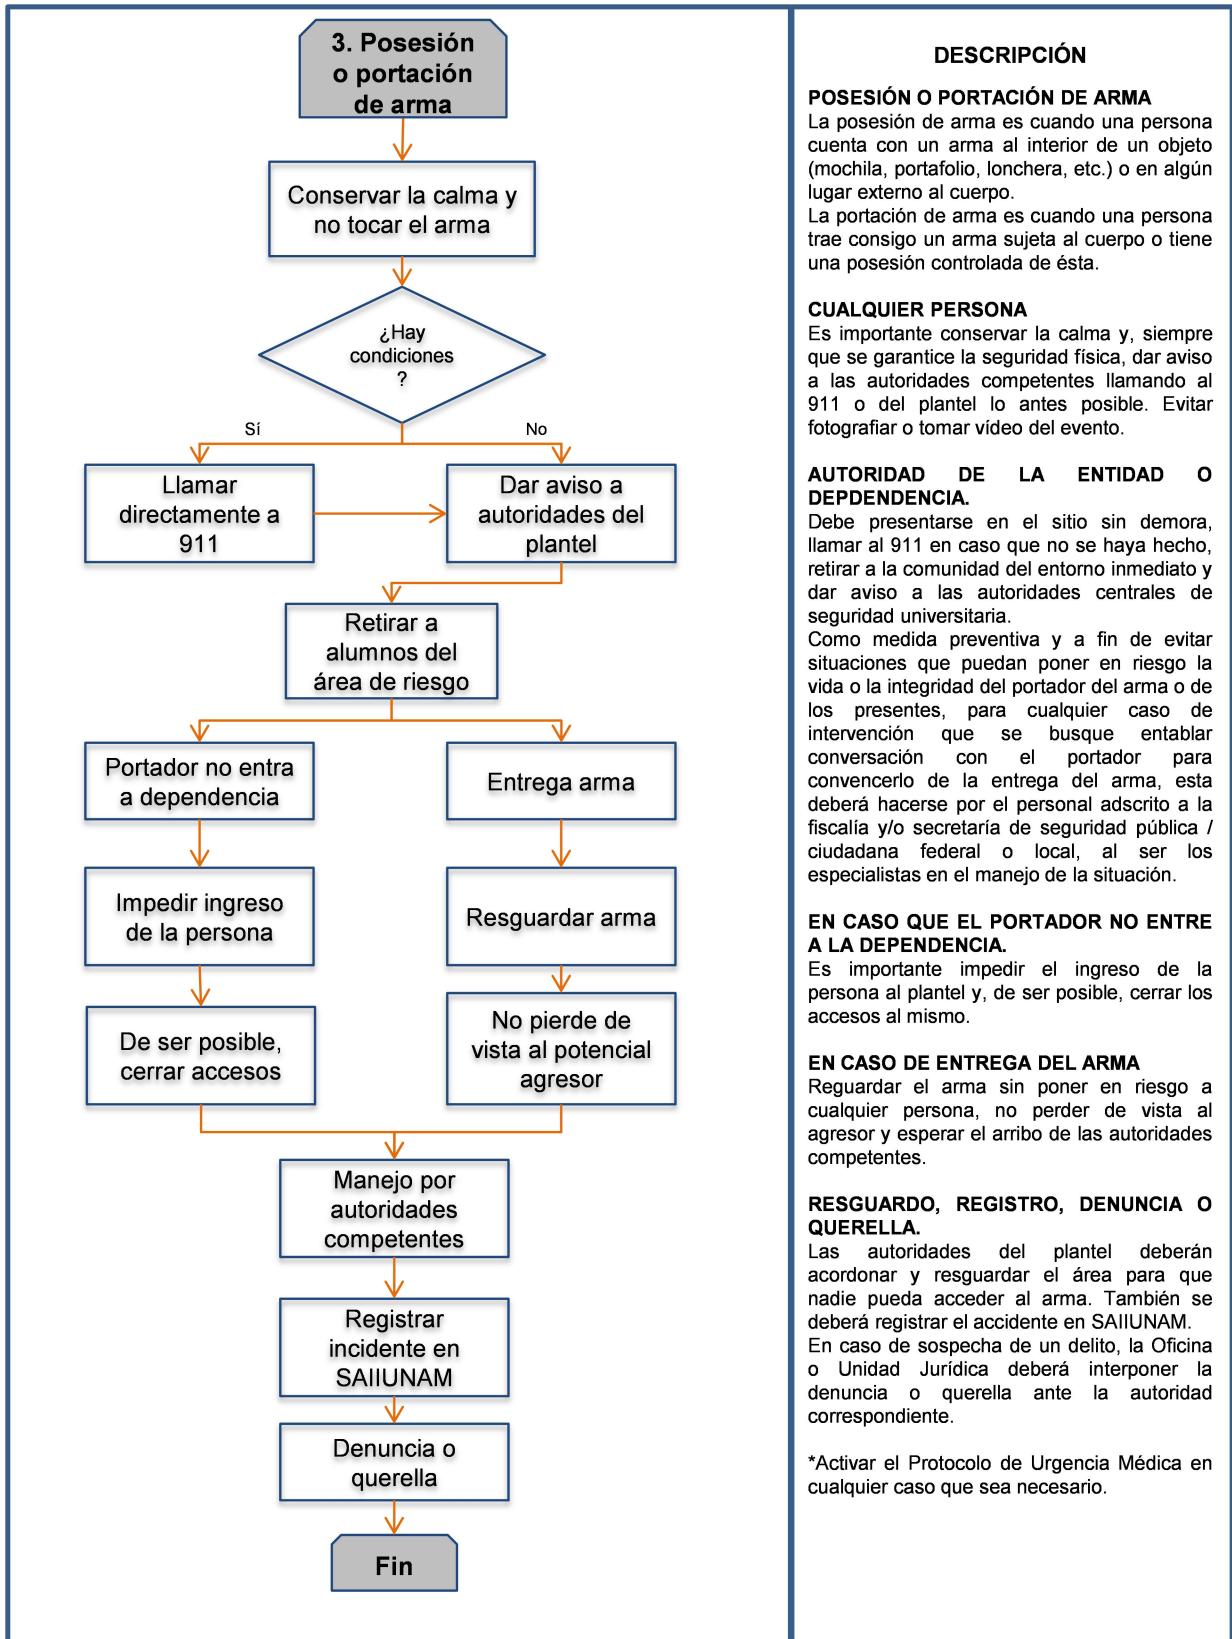 3. Posesión
o portación
de arma
Conservar la calma y
no tocar el arma
¿Hay
condiciones
?
Sí
No
Llamar
directamente a
911
Dar aviso a
autoridades del
plantel
Retirar a
alumnos del
área de riesgo
Portador no entra
a dependencia
Entrega arma
Impedir ingreso
de la persona
Resguardar arma
De ser posible,
cerrar accesos
No pierde de
vista al potencial
agresor
Manejo por
autoridades
competentes
Registrar
incidente en
SAIIUNAM
Denuncia o
querella
Fin
DESCRIPCIÓN
POSESIÓN O PORTACIÓN DE ARMA
La posesión de arma es cuando una persona
cuenta con un arma al interior de un objeto
(mochila, portafolio, lonchera, etc.) o en algún
lugar externo al cuerpo.
La portación de arma es cuando una persona
trae consigo un arma sujeta al cuerpo o tiene
una posesión controlada de ésta.
CUALQUIER PERSONA
Es importante conservar la calma y, siempre
que se garantice la seguridad física, dar aviso
a las autoridades competentes llamando al
911 o del plantel lo antes posible. Evitar
fotografiar o tomar vídeo del evento.
AUTORIDAD DE LA ENTIDAD O
DEPDENDENCIA.
Debe presentarse en el sitio sin demora,
llamar al 911 en caso que no se haya hecho,
retirar a la comunidad del entorno inmediato y
dar aviso a las autoridades centrales de
seguridad universitaria.
Como medida preventiva y a fin de evitar
situaciones que puedan poner en riesgo la
vida o la integridad del portador del arma o de
los presentes, para cualquier caso de
intervención que se busque entablar
conversación con el portador para
convencerlo de la entrega del arma, esta
deberá hacerse por el personal adscrito a la
fiscalía y/o secretaría de seguridad pública /
ciudadana federal o local, al ser los
especialistas en el manejo de la situación.
EN CASO QUE EL PORTADOR NO ENTRE
A LA DEPENDENCIA.
Es importante impedir el ingreso de la
persona al plantel y, de ser posible, cerrar los
accesos al mismo.
EN CASO DE ENTREGA DEL ARMA
Reguardar el arma sin poner en riesgo a
cualquier persona, no perder de vista al
agresor y esperar el arribo de las autoridades
competentes.
RESGUARDO, REGISTRO, DENUNCIA O
QUERELLA.
Las autoridades del plantel deberán
acordonar y resguardar el área para que
nadie pueda acceder al arma. También se
deberá registrar el accidente en SAIIUNAM.
En caso de sospecha de un delito, la Oficina
o Unidad Jurídica deberá interponer la
denuncia o querella ante la autoridad
correspondiente.
*Activar el Protocolo de Urgencia Médica en
cualquier caso que sea necesario.